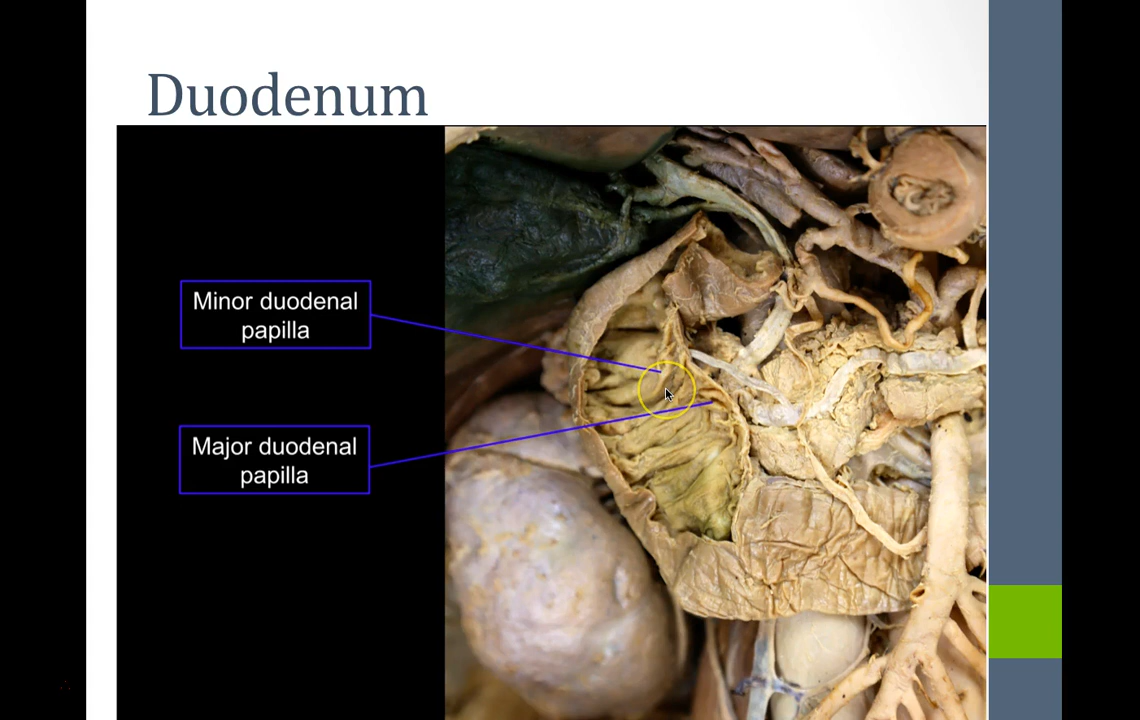 Duodenum
Minor duodenal
papilla
Major duodenal
papilla